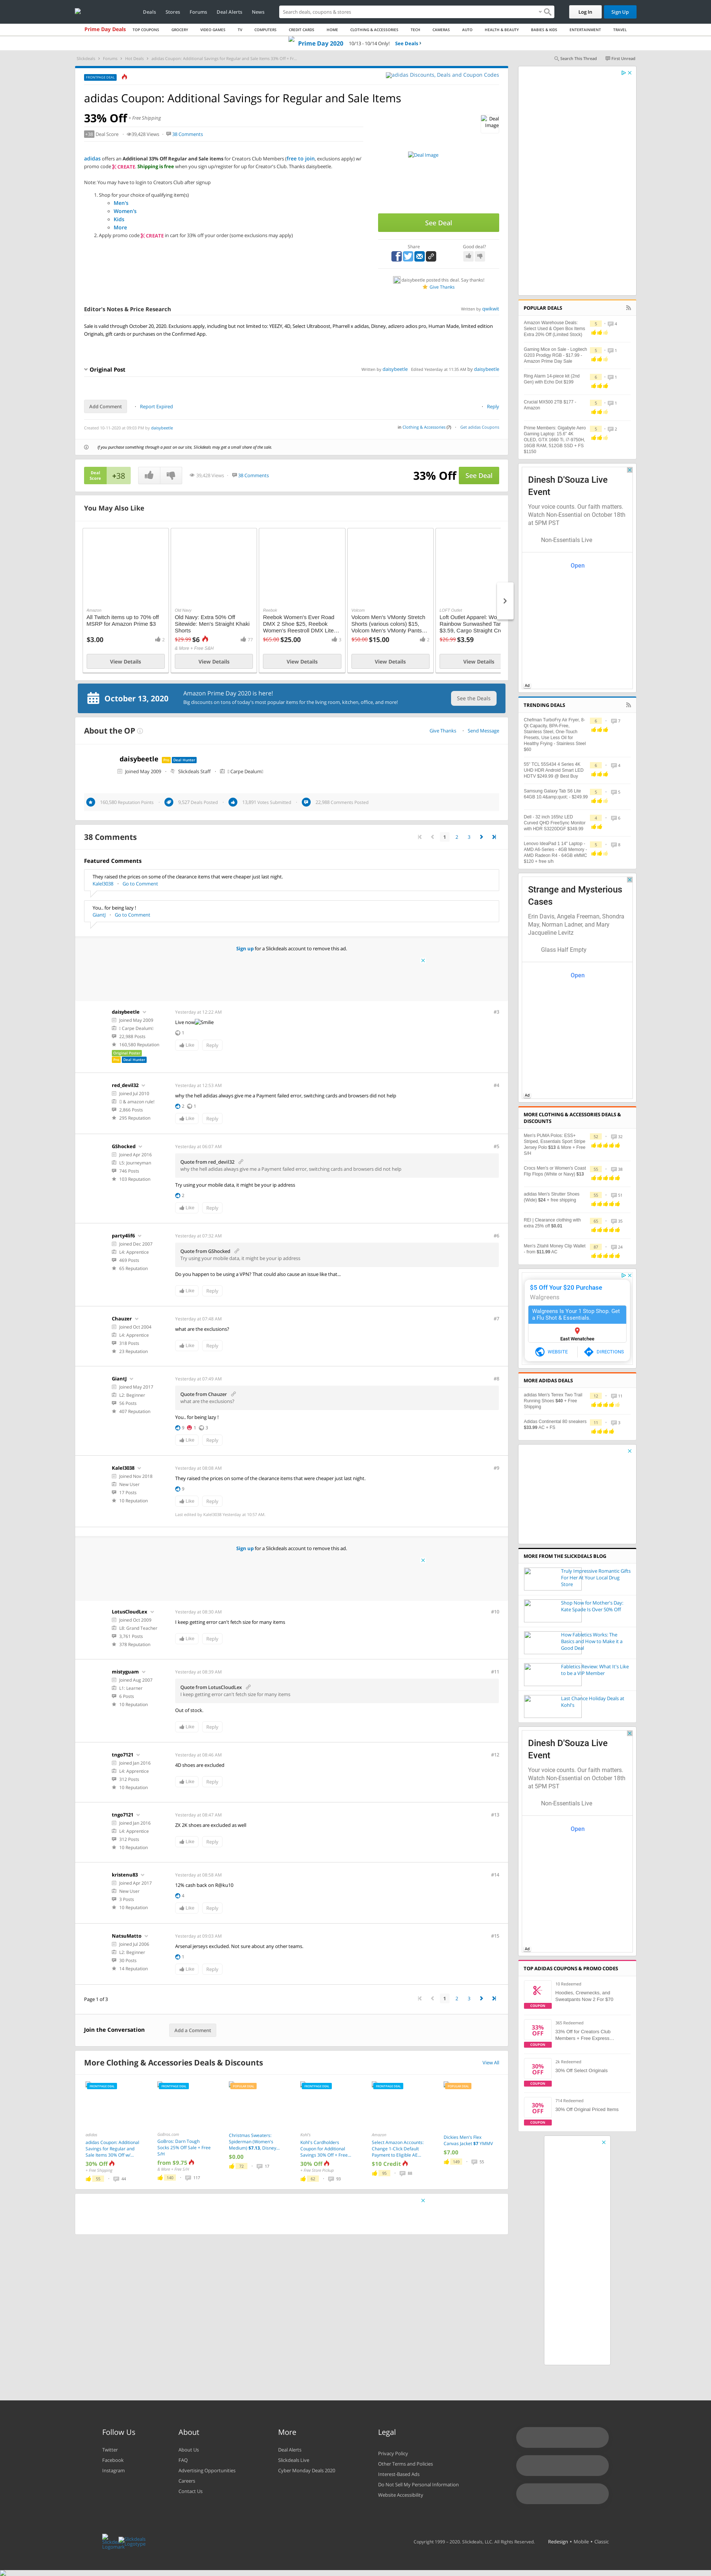 Deals Stores Forums Deal Alerts News
Search deals, coupons & stores
Log In Sign Up
Prime Day Deals TOP COUPONS GROCERY VIDEO GAMES TV COMPUTERS CREDIT CARDS HOME CLOTHING & ACCESSORIES TECH CAMERAS AUTO HEALTH & BEAUTY BABIES & KIDS ENTERTAINMENT TRAVEL
Prime Day 2020 10/13 - 10/14 Only! See Deals
Search This Thread First Unread
FRONTPAGE DEAL
adidas Discounts, Deals and Coupon Codes
adidas Coupon: Additional Savings for Regular and Sale Items
33% Off + Free Shipping
+38 Deal Score 39,428 Views 38 Comments
Deal Image
Deal Image
adidas offers an Additional 33% Off Regular and Sale items for Creators Club Members (free to join, exclusions apply) w/ promo code CREATE. Shipping is free when you sign up/register for up for Creator's Club. Thanks daisybeetle.
Note: You may have to login to Creators Club after signup
1. Shop for your choice of qualifying item(s)
Men's
Women's
Kids
More
2. Apply promo code CREATE in cart for 33% off your order (some exclusions may apply)
See Deal
Share Good deal?
daisybeetle posted this deal. Say thanks!
Give Thanks
Editor's Notes & Price Research Written by qwikwit
Sale is valid through October 20, 2020. Exclusions apply, including but not limited to: YEEZY, 4D, Select Ultraboost, Pharrell x adidas, Disney, adizero adios pro, Human Made, limited edition Originals, gift cards or purchases on the Confirmed App.
Original Post Written by daisybeetle Edited Yesterday at 11:35 AM by daisybeetle
Add Comment Report Expired Reply
Created 10-11-2020 at 09:55 PM by daisybeetle
in Clothing & Accessories (7) Get adidas Coupons
If you purchase something through a post on our site, Slickdeals may get a small share of the sale.
Deal Score +38 39,428 Views 38 Comments 33% Off See Deal
You May Also Like
Amazon
All Twitch items up to 70% off MSRP for Amazon Prime $3
$3.00 2
View Details
Old Navy
Old Navy: Extra 50% Off Sitewide: Men's Straight Khaki Shorts
$29.99 $6 77
& More + Free S&H
View Details
Reebok
Reebok Women's Ever Road DMX 2 Shoe $25, Reebok Women's Reestroll DMX Lite...
$65.00 $25.00 3
View Details
Volcom
Volcom Men's VMonty Stretch Shorts (various colors) $15, Volcom Men's VMonty Pants...
$50.00 $15.00 2
View Details
LOFT Outlet
$26.95 $3.59
View Details
October 13, 2020
Amazon Prime Day 2020 is here!
Big discounts on tons of today's most popular items for the living room, kitchen, office, and more!
See the Deals
About the OP Give Thanks Send Message
daisybeetle Pro Deal Hunter
Joined May 2009 Slickdeals Staff Carpe Dealum!
160,580 Reputation Points 9,527 Deals Posted 13,891 Votes Submitted 22,988 Comments Posted
38 Comments 1 2 3
Featured Comments
They raised the prices on some of the clearance items that were cheaper just last night.
Kalel3038 Go to Comment
You.. for being lazy !
GiantJ Go to Comment
Sign up for a Slickdeals account to remove this ad.
daisybeetle Yesterday at 12:22 AM #3
Joined May 2009
Carpe Dealum!
22,988 Posts
160,580 Reputation
Original Poster
Pro Deal Hunter
Live now Smilie
1
Like Reply
red_devil32 Yesterday at 12:53 AM #4
Joined Jul 2010
2,866 Posts
295 Reputation
why the hell adidas always give me a Payment failed error, switching cards and browsers did not help
2 1
Like Reply
GShocked Yesterday at 06:07 AM #5
Joined Apr 2016
L5: Journeyman
746 Posts
103 Reputation
Quote from red_devil32
why the hell adidas always give me a Payment failed error, switching cards and browsers did not help
Try using your mobile data, it might be your ip address
2
Like Reply
party4lif6 Yesterday at 07:32 AM #6
Joined Dec 2007
L4: Apprentice
469 Posts
65 Reputation
Quote from GShocked
Try using your mobile data, it might be your ip address
Do you happen to be using a VPN? That could also cause an issue like that...
Like Reply
Chauzer Yesterday at 07:48 AM #7
Joined Oct 2004
L4: Apprentice
318 Posts
23 Reputation
what are the exclusions?
Like Reply
GiantJ Yesterday at 07:49 AM #8
Joined May 2017
L2: Beginner
56 Posts
407 Reputation
Quote from Chauzer
what are the exclusions?
You.. for being lazy !
Like Reply
Kalel3038 Yesterday at 08:08 AM #9
Joined Nov 2018
New User
17 Posts
10 Reputation
They raised the prices on some of the clearance items that were cheaper just last night.
9
Like Reply
Last edited by Kalel3038 Yesterday at 10:57 AM.
Sign up for a Slickdeals account to remove this ad.
LotusCloudLex Yesterday at 08:30 AM #10
Joined Oct 2009
L8: Grand Teacher
3,761 Posts
378 Reputation
I keep getting error can't fetch size for many items
Like Reply
mistyguam Yesterday at 08:39 AM #11
Joined Aug 2007
L1: Learner
6 Posts
10 Reputation
Quote from LotusCloudLex
I keep getting error can't fetch size for many items
Out of stock.
Like Reply
tngo7121 Yesterday at 08:46 AM #12
Joined Jan 2016
L4: Apprentice
312 Posts
10 Reputation
4D shoes are excluded
Like Reply
tngo7121 Yesterday at 08:47 AM #13
Joined Jan 2016
L4: Apprentice
312 Posts
10 Reputation
ZX 2K shoes are excluded as well
Like Reply
kristenu83 Yesterday at 08:58 AM #14
Joined Apr 2017
New User
3 Posts
10 Reputation
12% cash back on R@ku10
4
Like Reply
NatsuMatto Yesterday at 09:03 AM #15
Joined Jul 2006
L2: Beginner
30 Posts
14 Reputation
Arsenal jerseys excluded. Not sure about any other teams.
1
Like Reply
Page 1 of 3 1 2 3
Join the Conversation Add a Comment
More Clothing & Accessories Deals & Discounts View All
adidas Coupon: Additional Savings for Regular and Sale Items 33% Off w/...
30% Off
GoBros: Darn Tough Socks 25% Off Sale + Free S/H
from $9.75
Christmas Sweaters: Spiderman (Women's Medium) $7.13, Disney...
$0.00
Kohl's Cardholders: Coupon for Additional Savings 30% Off + Free...
30% Off
Select Amazon Accounts: Change 1-Click Default Payment to Eligible AE...
$10 Credit
Dickies Men's Flex Canvas Jacket $7 YMMV
$7.00
POPULAR DEALS
Amazon Warehouse Deals: Select Used & Open Box Items Extra 20% Off (Limited Stock)
Gaming Mice on Sale - Logitech G203 Prodigy RGB - $17.99 - Amazon Prime Day Sale
Ring Alarm 14-piece kit (2nd Gen) with Echo Dot $199
Crucial MX500 2TB $177 - Amazon
Prime Members: Gigabyte Aero Gaming Laptop: 15.6" 4K OLED, GTX 1660 Ti, i7-9750H, 16GB RAM, 512GB SSD + FS $1150
Dinesh D'Souza Live Event
Your voice counts. Our faith matters. Watch Non-Essential on October 18th at 5PM PST
Non-Essentials Live
Open
Ad
TRENDING DEALS
Chefman TurboFry Air Fryer, 8-Qt Capacity, BPA-Free, Stainless Steel, One-Touch Presets, Use Less Oil for Healthy Frying - Stainless Steel $60
55" TCL 55S434 4 Series 4K UHD HDR Android Smart LED HDTV $249.99 @ Best Buy
Samsung Galaxy Tab S6 Lite 64GB 10.4&amp;quot; - $249.99
Dell - 32 inch 165hz LED Curved QHD FreeSync Monitor with HDR S3220DGF $349.99
Lenovo IdeaPad 1 14" Laptop - AMD A6-Series - 4GB Memory - AMD Radeon R4 - 64GB eMMC $120 + free s/h
Strange and Mysterious Cases
Erin Davis, Angela Freeman, Shondra May, Norman Ladner, and Mary Jacqueline Levitz
Glass Half Empty
Open
Ad
MORE CLOTHING & ACCESSORIES DEALS & DISCOUNTS
Men's PUMA Polos: ESS+ Striped, Essentials Sport Stripe Jersey Polo $13 & More + Free S/H
Crocs Men's or Women's Coast Flip Flops (White or Navy) $13
adidas Men's Strutter Shoes (Wide) $24 + free shipping
REI | Clearance clothing with extra 25% off $0.01
Men's Zitahli Money Clip Wallet - from $11.99 AC
$5 Off Your $20 Purchase
Walgreens
Walgreens Is Your 1 Stop Shop. Get a Flu Shot & Essentials.
East Wenatchee
WEBSITE DIRECTIONS
MORE ADIDAS DEALS
adidas Men's Terrex Two Trail Running Shoes $40 + Free Shipping
Adidas Continental 80 sneakers $33.99 AC + FS
MORE FROM THE SLICKDEALS BLOG
Truly Impressive Romantic Gifts For Her At Your Local Drug Store
Shop Now for Mother's Day: Kate Spade Is Over 50% Off!
How Fabletics Works: The Basics and How to Make it a Good Deal
Fabletics Review: What it's Like to be a VIP Member
Last Chance Holiday Deals at Kohl's
Dinesh D'Souza Live Event
Your voice counts. Our faith matters. Watch Non-Essential on October 18th at 5PM PST
Non-Essentials Live
Open
Ad
TOP ADIDAS COUPONS & PROMO CODES
19 Redeemed
Hoodies, Crewnecks, and Sweatpants Now 2 For $70
COUPON
33% OFF
365 Redeemed
33% Off for Creators Club Members + Free Express...
COUPON
30% OFF
2k Redeemed
30% Off Select Originals
COUPON
30% OFF
714 Redeemed
30% Off Original Priced Items
COUPON
Follow Us
Twitter
Facebook
Instagram
About
About Us
FAQ
Advertising Opportunities
Careers
Contact Us
More
Deal Alerts
Slickdeals Live
Cyber Monday Deals 2020
Legal
Privacy Policy
Other Terms and Policies
Interest-Based Ads
Do Not Sell My Personal Information
Website Accessibility
Copyright 1999 - 2020. Slickdeals, LLC. All Rights Reserved. Redesign • Mobile • Classic